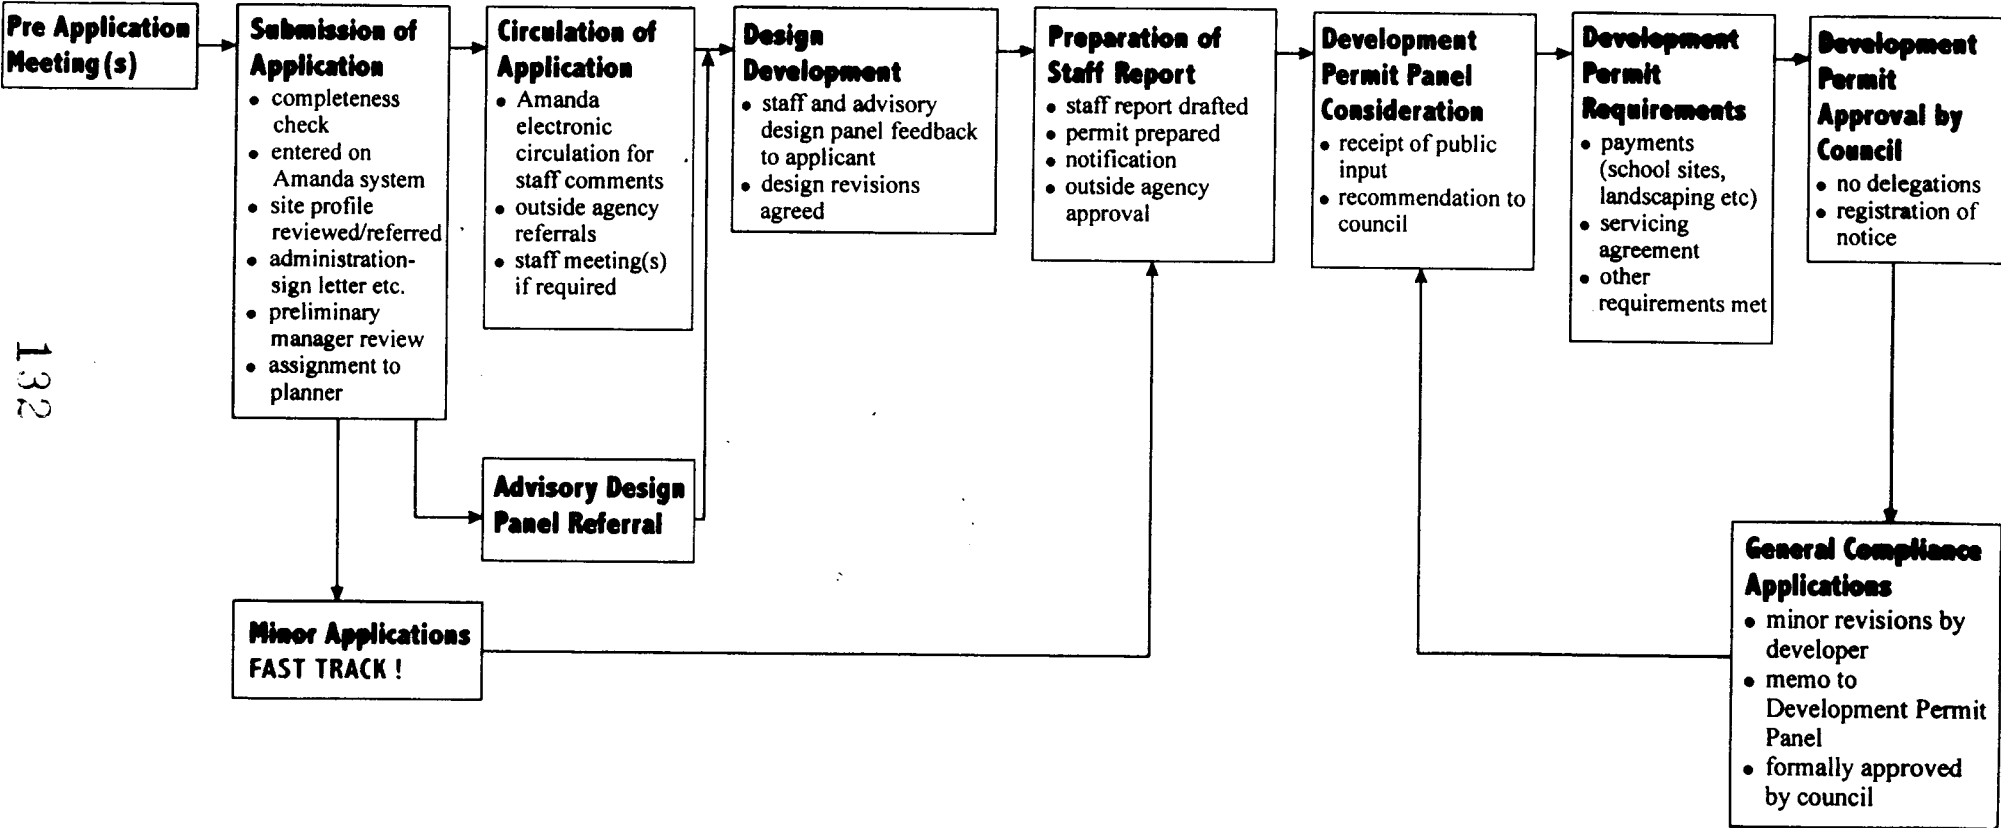 Pre Application
Meeting(s)
Submission of
Application
• completeness
check
• entered on
Amanda system
• site profile
reviewed/referred
• administration-
sign letter etc.
• preliminary
manager review
• assignment to
planner
Circulation of
Application
• Amanda
electronic
circulation for
staff comments
• outside agency
referrals
• staff meeting(s)
if required
Design
Development
• staff and advisory
design panel feedback
to applicant
• design revisions
agreed
Preparation of
Staff Report
• staff report drafted
• permit prepared
• notification
• outside agency
approval
Development
Permit Panel
Consideration
• receipt of public
input
• recommendation to
council
Development
Permit
Requirements
• payments
(school sites,
landscaping etc)
• servicing
agreement
• other
requirements met
Development
Permit
Approval by
Council
• no delegations
• registration of
notice
132
Advisory Design
Panel Referral
Minor Applications
FAST TRACK !
General Compliance
Applications
• minor revisions by
developer
• memo to
Development Permit
Panel
• formally approved
by council